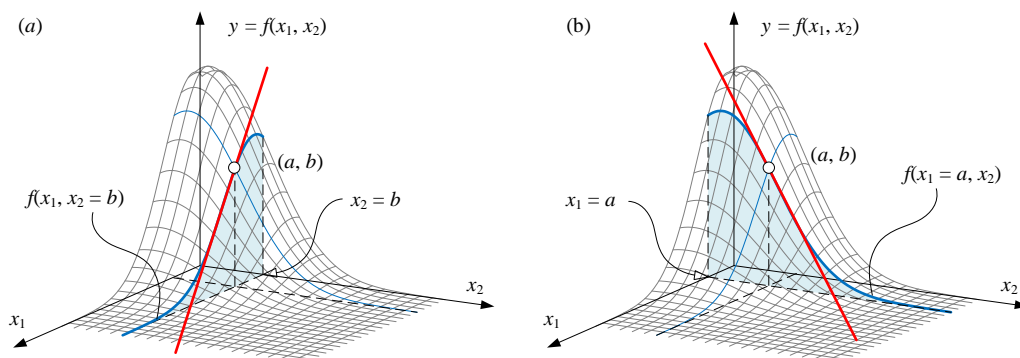 (a)
y = f(x₁, x₂)
(a, b)
f(x₁, x₂ = b)
x₂ = b
x₂
x₁
(b)
y = f(x₁, x₂)
(a, b)
f(x₁ = a, x₂)
x₁ = a
x₂
x₁